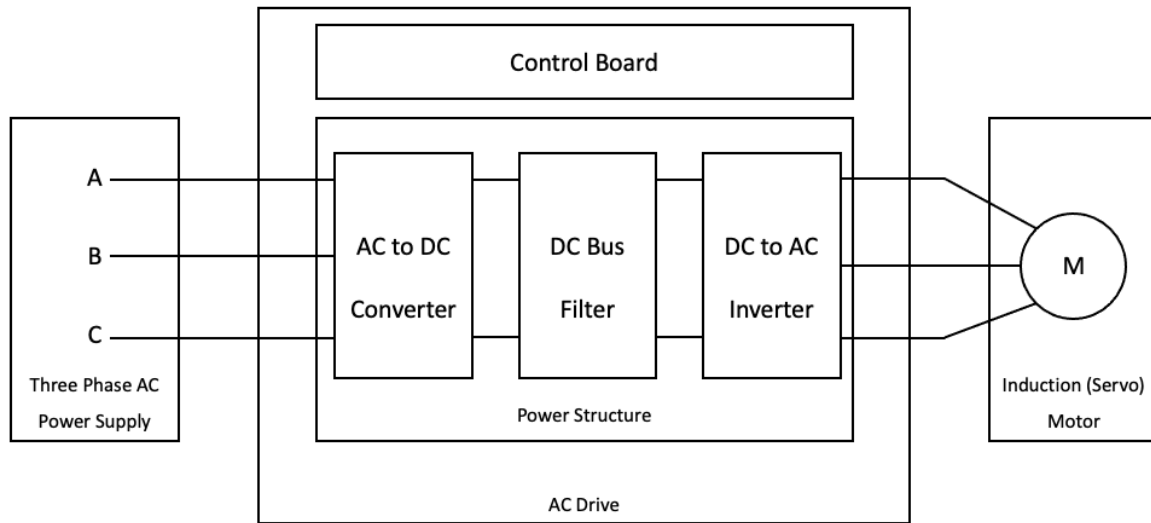 Control Board
A
B
C
Three Phase AC
Power Supply
AC to DC
Converter
DC Bus
Filter
DC to AC
Inverter
Power Structure
AC Drive
M
Induction (Servo)
Motor